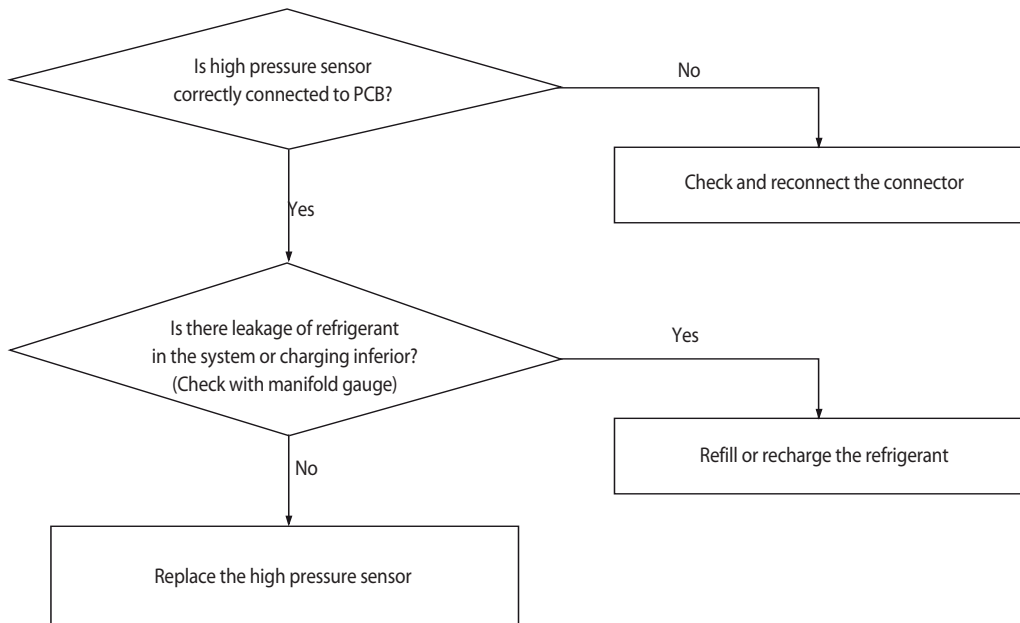 Is high pressure sensor
correctly connected to PCB?
No
Check and reconnect the connector
Yes
Is there leakage of refrigerant
in the system or charging inferior?
(Check with manifold gauge)
Yes
Refill or recharge the refrigerant
No
Replace the high pressure sensor